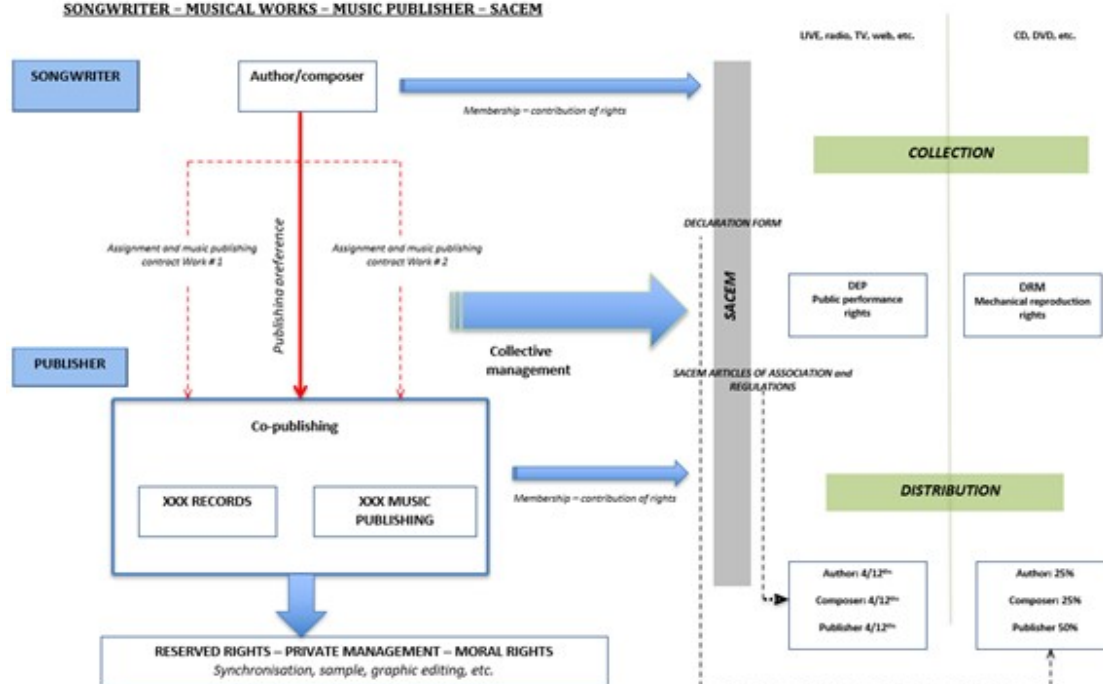 SONGWRITER – MUSICAL WORKS – MUSIC PUBLISHER – SACEM
LIVE, radio, TV, web, etc.
CD, DVD, etc.
SONGWRITER
Author/composer
Membership – contribution of rights
COLLECTION
DECLARATION FORM
Assignment and music publishing
contract Work # 1
Publishing preference
Assignment and music publishing
contract Work # 2
SACEM
DEP
Public performance
rights
DRM
Mechanical reproduction
rights
PUBLISHER
Collective
management
SACEM ARTICLES OF ASSOCIATION and
REGULATIONS
Co-publishing
XXX RECORDS
XXX MUSIC
PUBLISHING
Membership – contribution of rights
DISTRIBUTION
Author: 4/12ths
Composer: 4/12ths
Publisher 4/12ths
Author: 25%
Composer: 25%
Publisher 50%
RESERVED RIGHTS – PRIVATE MANAGEMENT – MORAL RIGHTS
Synchronisation, sample, graphic editing, etc.